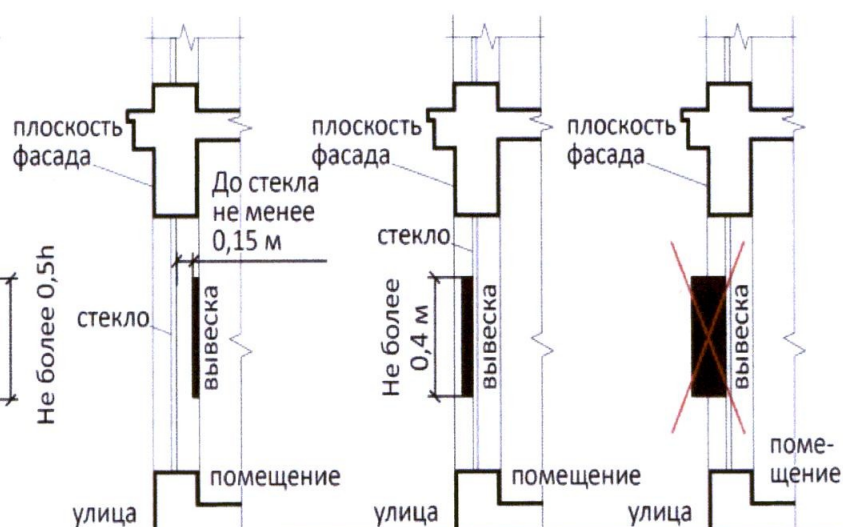 плоскость
фасада
До стекла
не менее
0,15 м
Не более 0,5h
стекло
вывеска
помещение
улица
плоскость
фасада
стекло
Не более
0,4 м
вывеска
помещение
улица
плоскость
фасада
вывеска
поме-
щение
улица